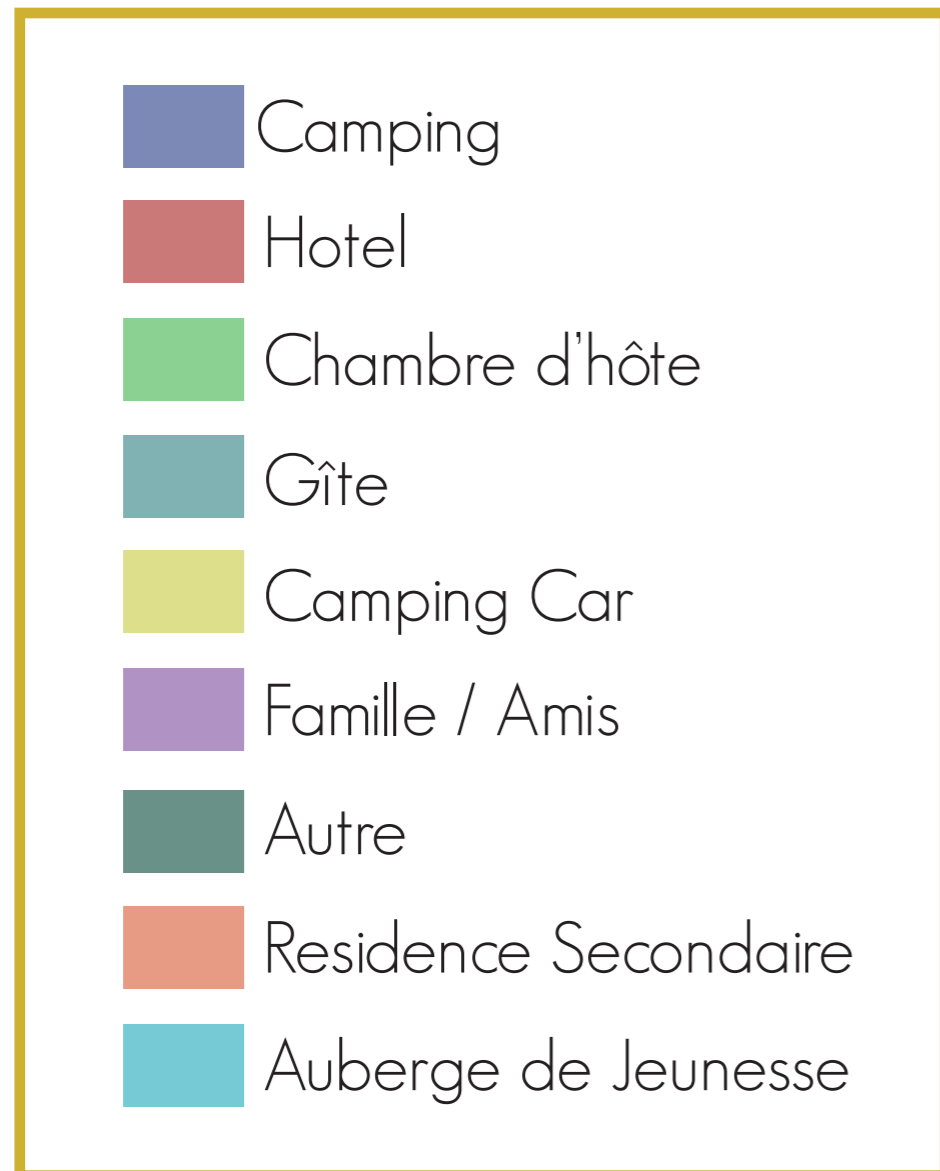 Camping
Hotel
Chambre d'hôte
Gîte
Camping Car
Famille / Amis
Autre
Residence Secondaire
Auberge de Jeunesse